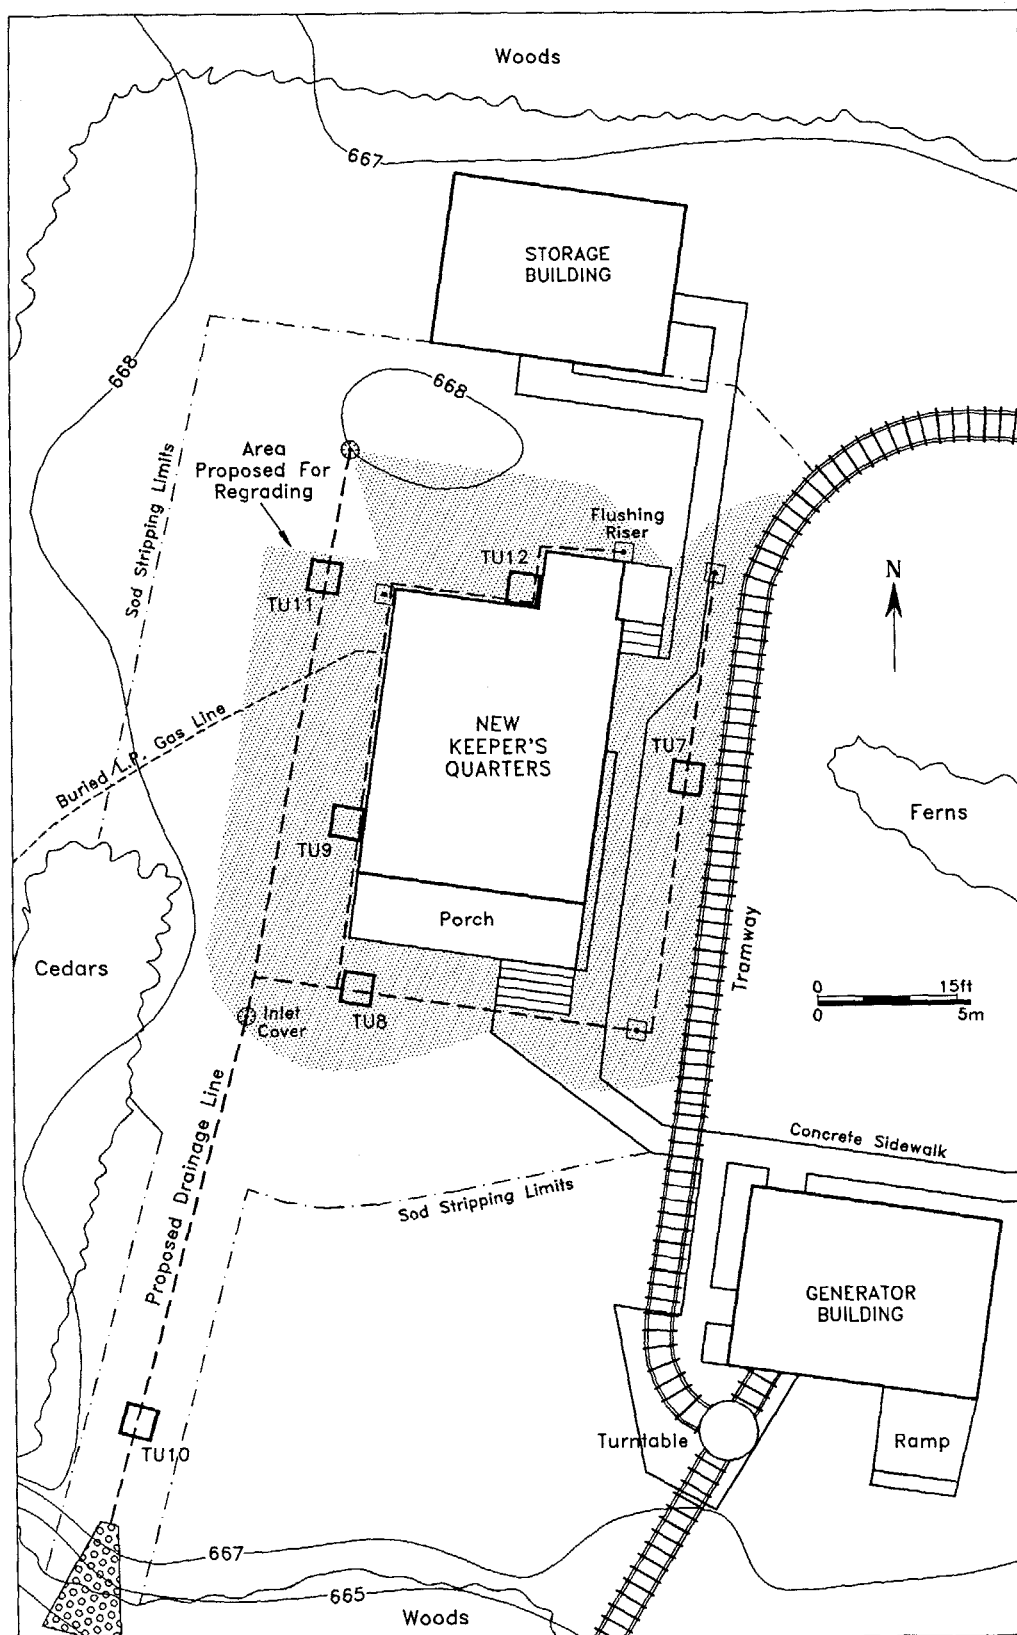 Woods
667
STORAGE
BUILDING
668
668
Area
Proposed For
Regrading
Sod Stripping Limits
Flushing
Riser
TU12
TU11
N
Buried L.P. Gas Line
NEW
KEEPER'S
QUARTERS
TU7
Ferns
TU9
Porch
Tramway
Cedars
0 15ft
0 5m
Inlet
Cover
TU8
Proposed Drainage Line
Concrete Sidewalk
Sod Stripping Limits
GENERATOR
BUILDING
Turntable
Ramp
TU10
667
665
Woods